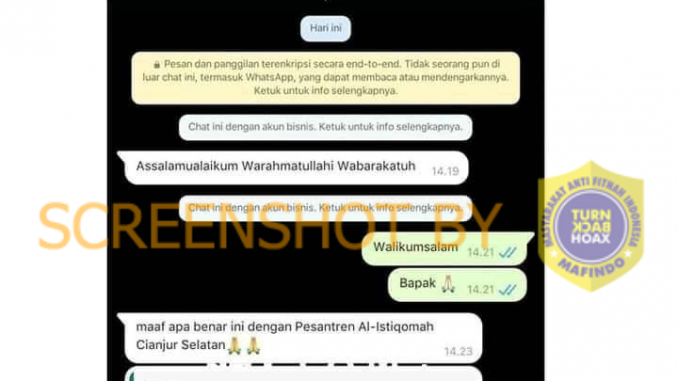 Hari ini
Pesan dan panggilan terenkripsi secara end-to-end. Tidak seorang pun di
luar chat ini, termasuk WhatsApp, yang dapat membaca atau mendengarkannya.
Ketuk untuk info selengkapnya.
Chat ini dengan akun bisnis. Ketuk untuk info selengkapnya.
Assalamualaikum Warahmatullahi Wabarakatuh 14.19
Chat ini dengan akun bisnis. Ketuk untuk info selengkapnya.
SCREENSHOT BY
MASYARAKAT ANTI FITNAH INDONESIA
TURN
BACK
HOAX
MAFINDO
Walikumsalam 14.21
Bapak 🙏🏻 14.21
maaf apa benar ini dengan Pesantren Al-Istiqomah
Cianjur Selatan🙏🙏 14.23